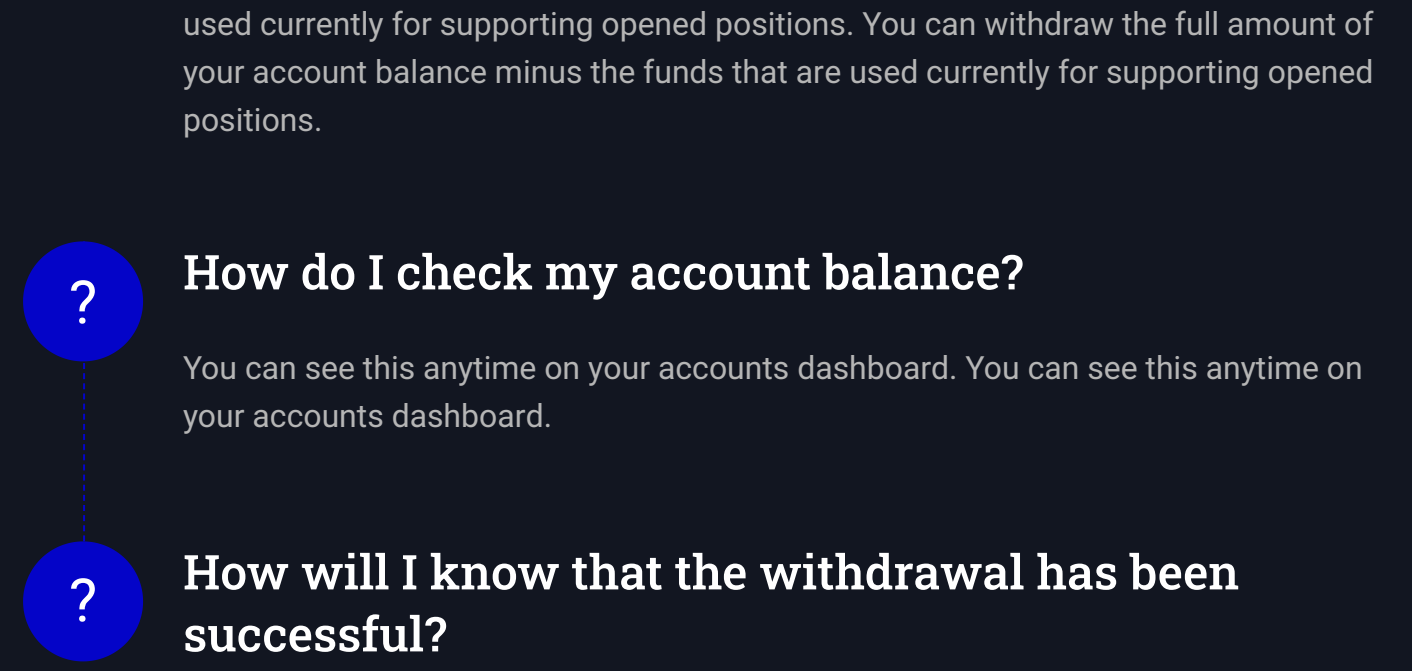 used currently for supporting opened positions. You can withdraw the full amount of
your account balance minus the funds that are used currently for supporting opened
positions.
?
How do I check my account balance?
You can see this anytime on your accounts dashboard. You can see this anytime on
your accounts dashboard.
?
How will I know that the withdrawal has been
successful?